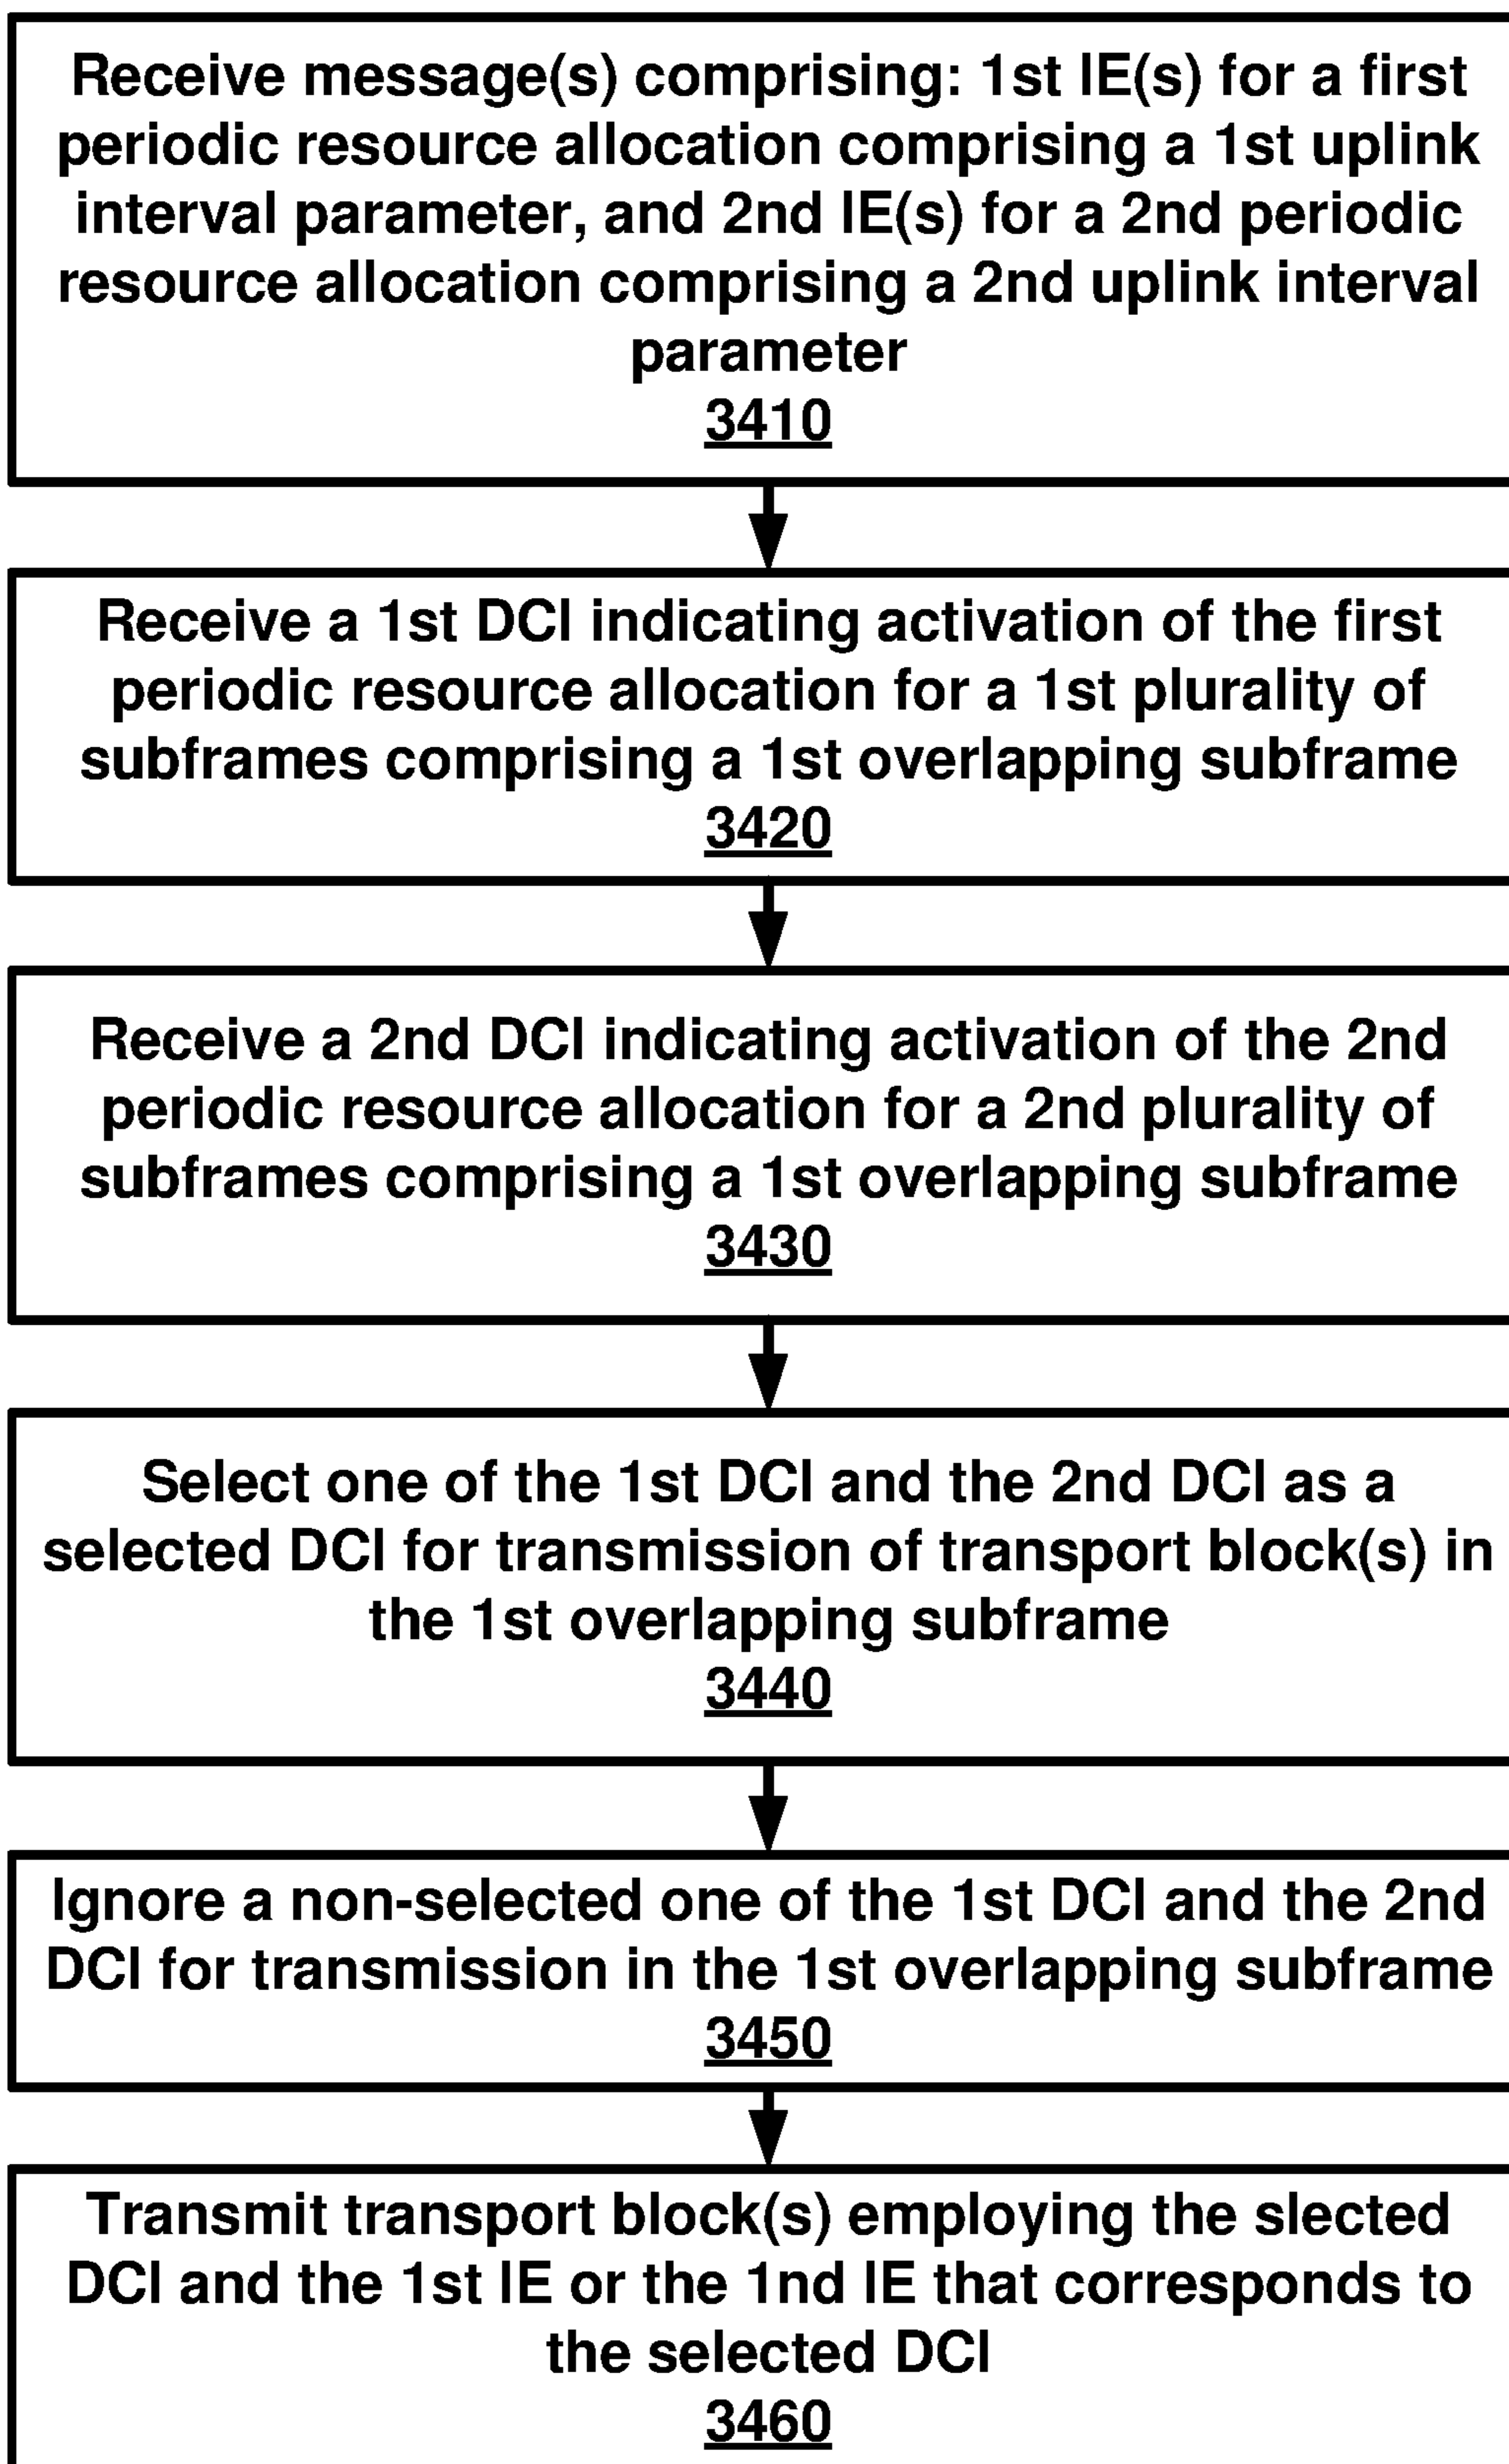 Receive message(s) comprising: 1st IE(s) for a first
periodic resource allocation comprising a 1st uplink
interval parameter, and 2nd IE(s) for a 2nd periodic
resource allocation comprising a 2nd uplink interval
parameter
3410
Receive a 1st DCI indicating activation of the first
periodic resource allocation for a 1st plurality of
subframes comprising a 1st overlapping subframe
3420
Receive a 2nd DCI indicating activation of the 2nd
periodic resource allocation for a 2nd plurality of
subframes comprising a 1st overlapping subframe
3430
Select one of the 1st DCI and the 2nd DCI as a
selected DCI for transmission of transport block(s) in
the 1st overlapping subframe
3440
Ignore a non-selected one of the 1st DCI and the 2nd
DCI for transmission in the 1st overlapping subframe
3450
Transmit transport block(s) employing the slected
DCI and the 1st IE or the 1nd IE that corresponds to
the selected DCI
3460